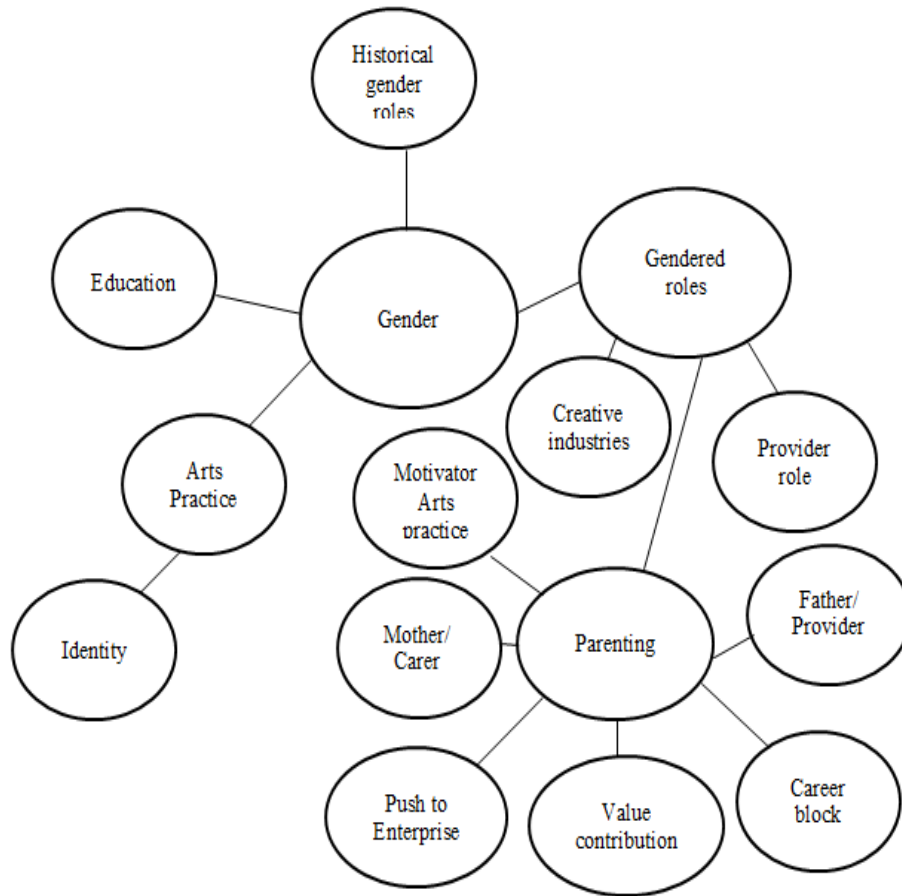 Historical
gender
roles
Gendered
roles
Education
Gender
Creative
industries
Provider
role
Arts
Practice
Motivator
Arts
practice
Father/
Provider
Mother/
Carer
Parenting
Identity
Push to
Enterprise
Value
contribution
Career
block